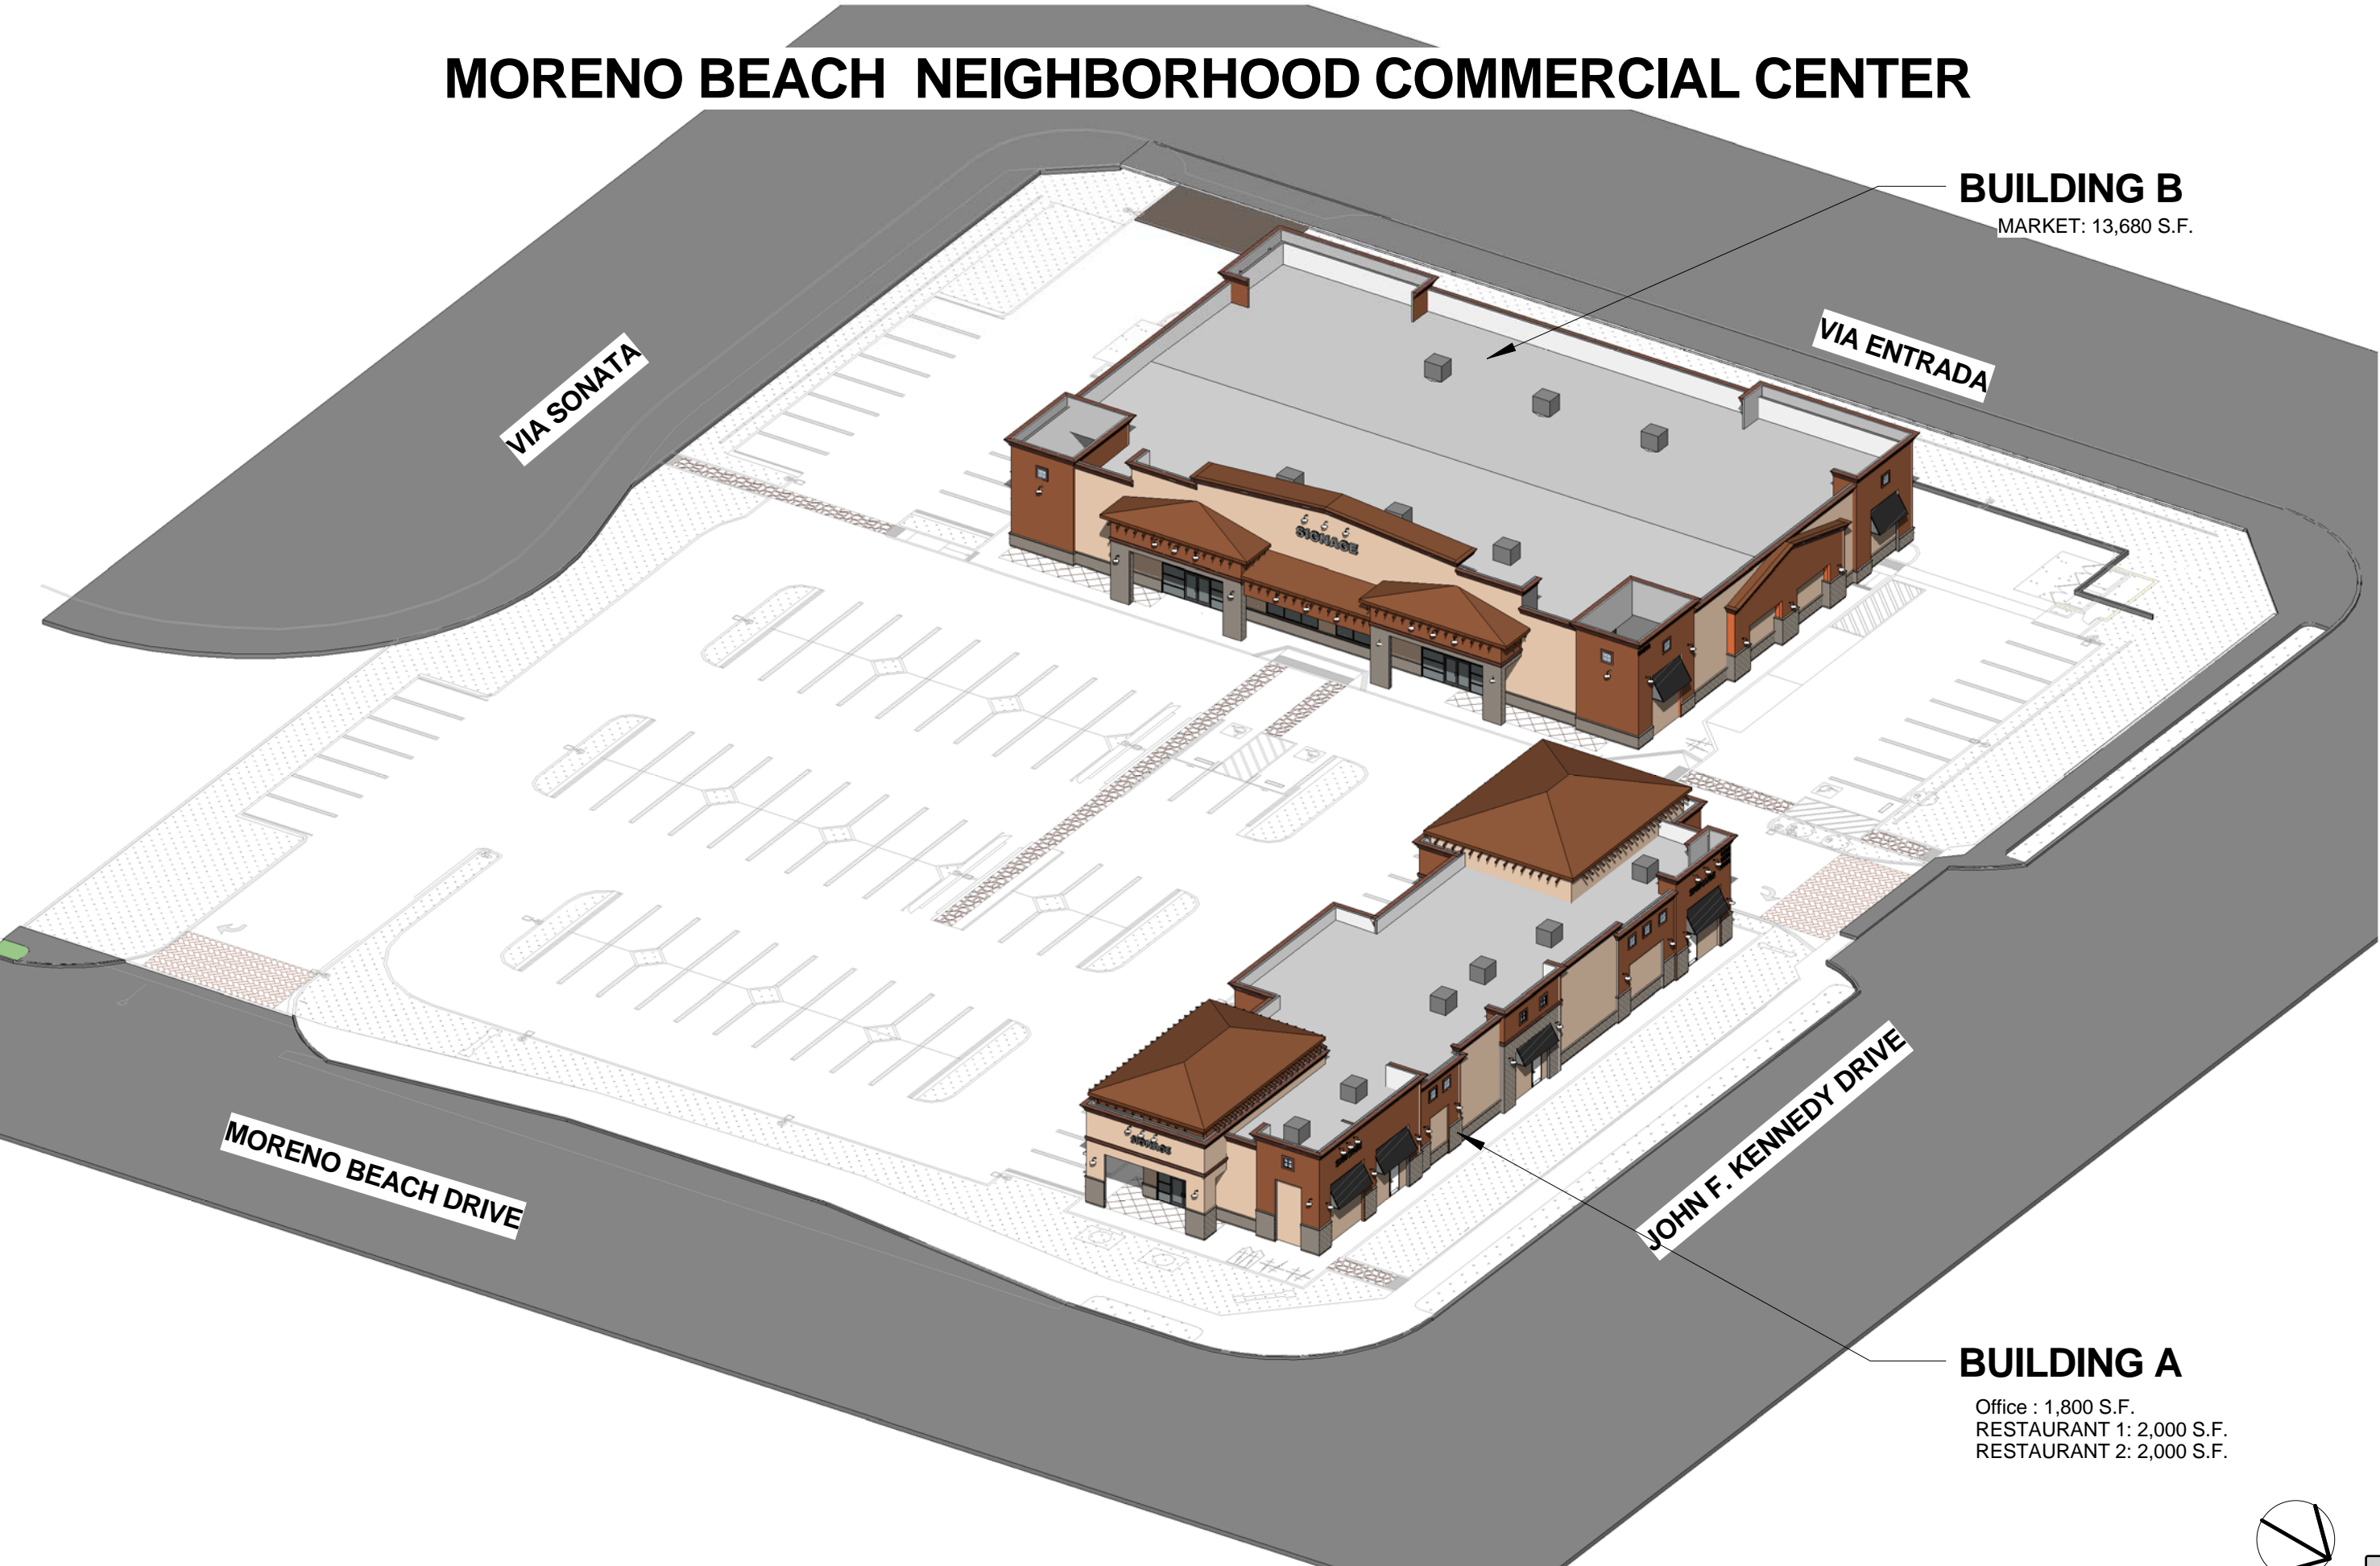 MORENO BEACH NEIGHBORHOOD COMMERCIAL CENTER
BUILDING B
MARKET: 13,680 S.F.
VIA ENTRADA
VIA SONATA
SIGNAGE
SIGNAGE
MORENO BEACH DRIVE
JOHN F. KENNEDY DRIVE
BUILDING A
Office : 1,800 S.F.
RESTAURANT 1: 2,000 S.F.
RESTAURANT 2: 2,000 S.F.